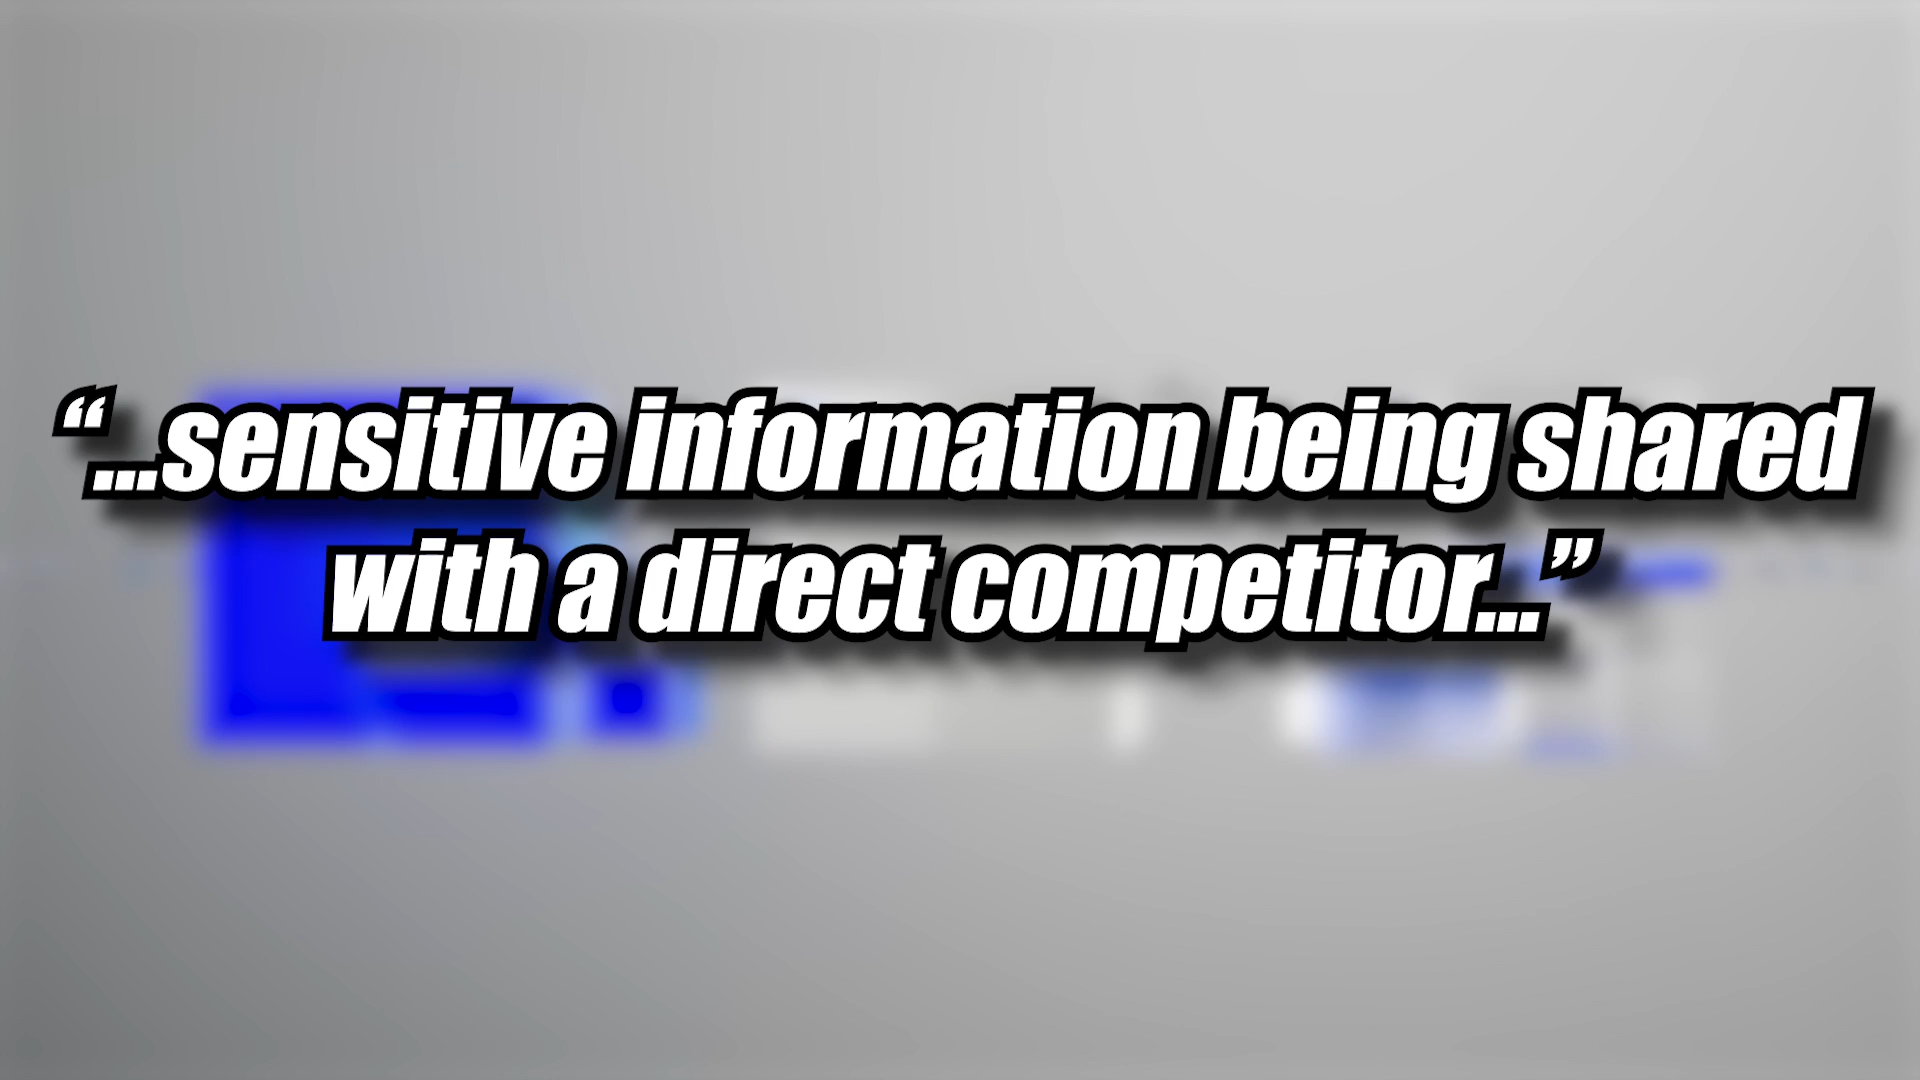 “...sensitive information being shared
with a direct competitor...”